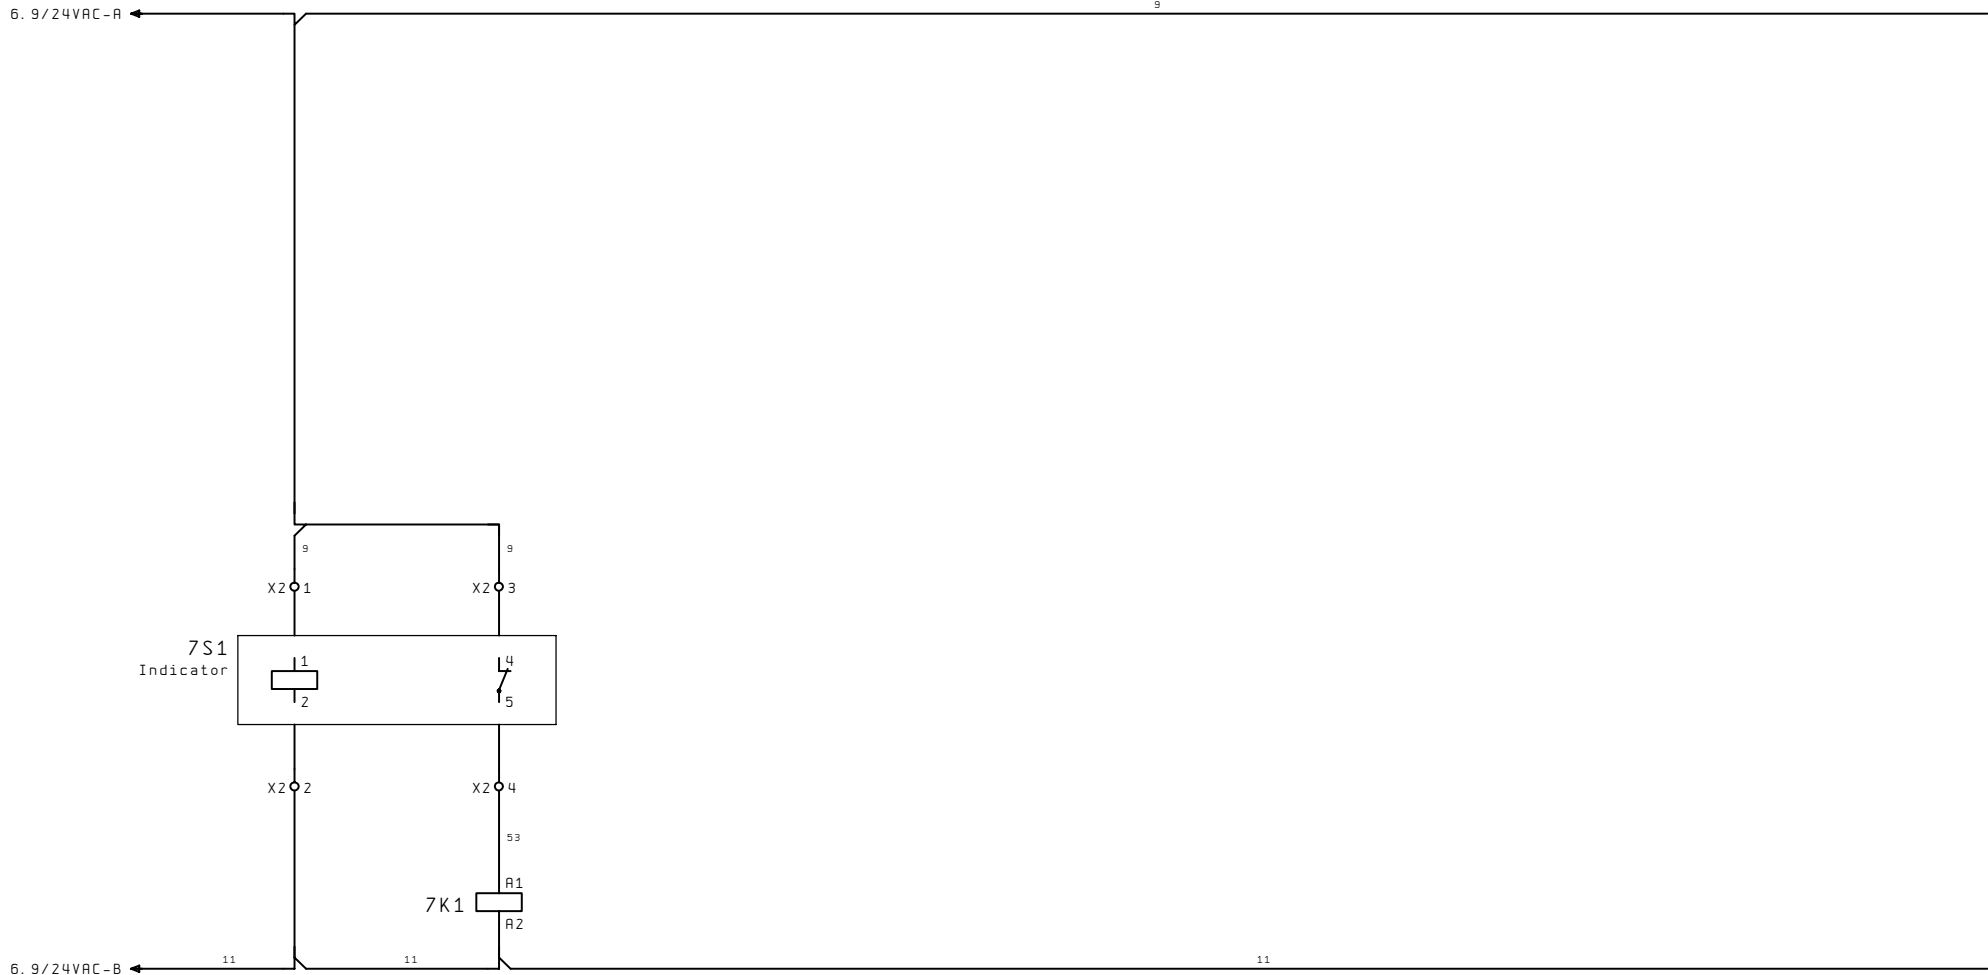 9
6.9/24VAC-A
9 9
X2 1 X2 3
7S1
Indicator
1 4
2 5
X2 2 X2 4
53
A1
7K1
A2
11 11 11
6.9/24VAC-B